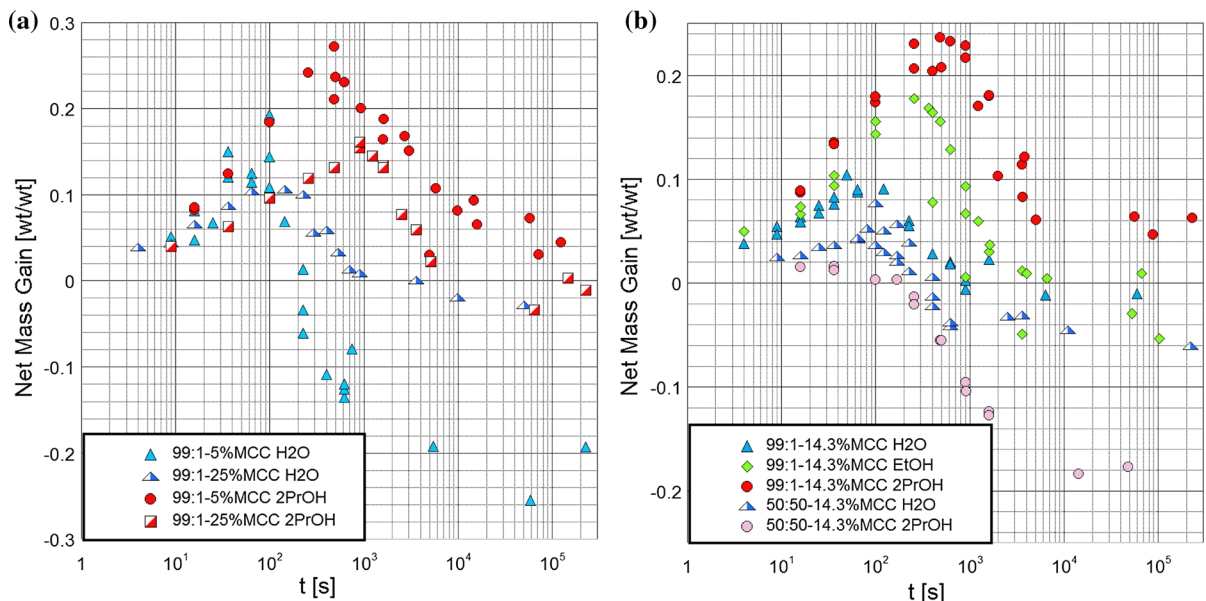 (a)
Net Mass Gain [wt/wt]
0.3
0.2
0.1
0
-0.1
-0.2
-0.3
99:1-5%MCC H2O
99:1-25%MCC H2O
99:1-5%MCC 2PrOH
99:1-25%MCC 2PrOH
1
10¹
10²
10³
10⁴
10⁵
t [s]
(b)
Net Mass Gain [wt/wt]
0.2
0.1
0
-0.1
-0.2
99:1-14.3%MCC H2O
99:1-14.3%MCC EtOH
99:1-14.3%MCC 2PrOH
50:50-14.3%MCC H2O
50:50-14.3%MCC 2PrOH
1
10¹
10²
10³
10⁴
10⁵
t [s]